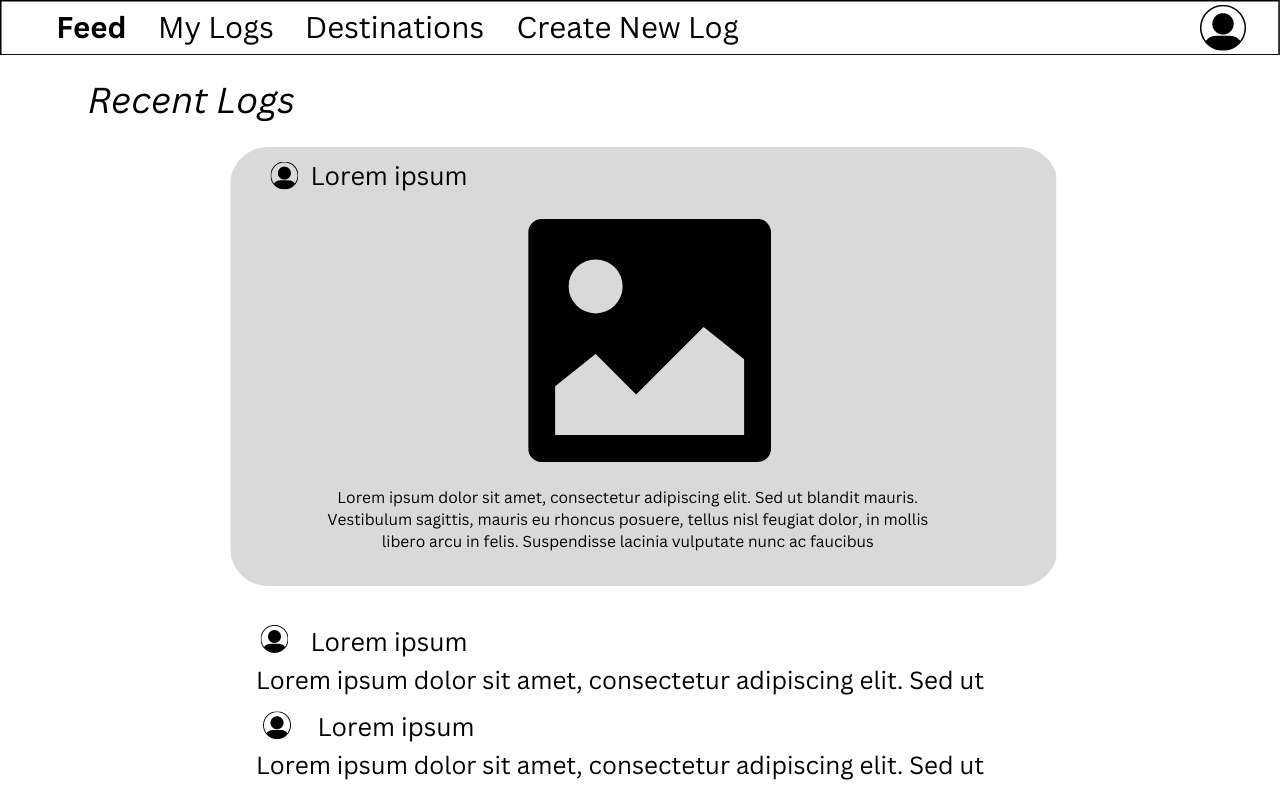 Feed My Logs Destinations Create New Log
Recent Logs
Lorem ipsum
Lorem ipsum dolor sit amet, consectetur adipiscing elit. Sed ut blandit mauris.
Vestibulum sagittis, mauris eu rhoncus posuere, tellus nisl feugiat dolor, in mollis
libero arcu in felis. Suspendisse lacinia vulputate nunc ac faucibus
Lorem ipsum
Lorem ipsum dolor sit amet, consectetur adipiscing elit. Sed ut
Lorem ipsum
Lorem ipsum dolor sit amet, consectetur adipiscing elit. Sed ut